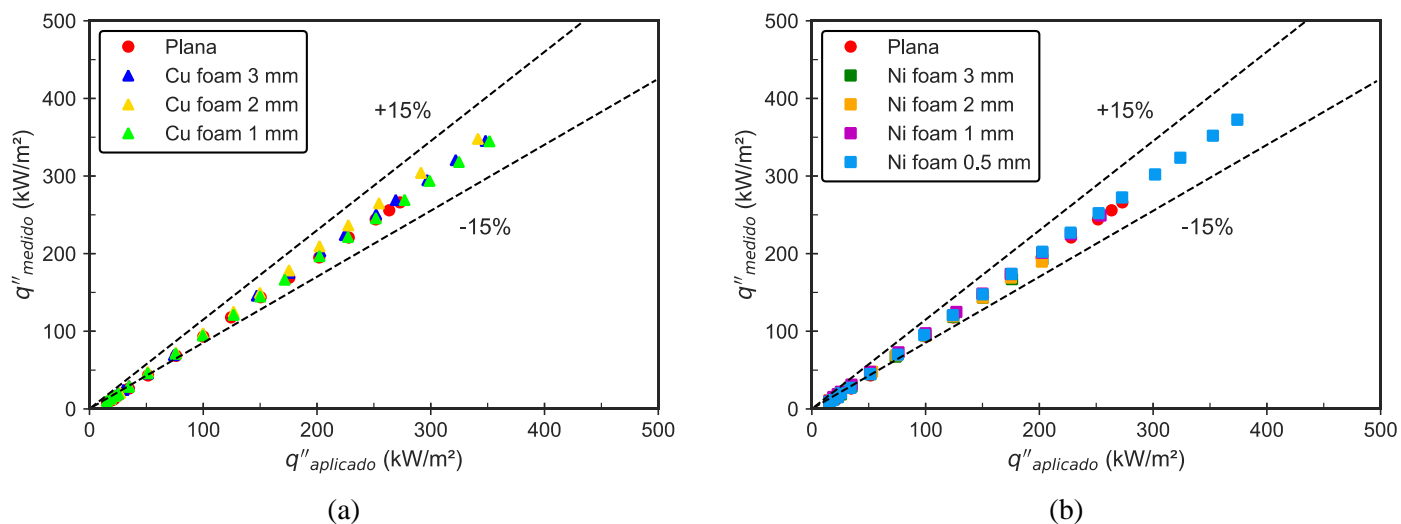 500
400
300
200
100
0
q″medido (kW/m²)
Plana
Cu foam 3 mm
Cu foam 2 mm
Cu foam 1 mm
+15%
-15%
0 100 200 300 400 500
q″aplicado (kW/m²)
(a)
500
400
300
200
100
0
q″medido (kW/m²)
Plana
Ni foam 3 mm
Ni foam 2 mm
Ni foam 1 mm
Ni foam 0.5 mm
+15%
-15%
0 100 200 300 400 500
q″aplicado (kW/m²)
(b)